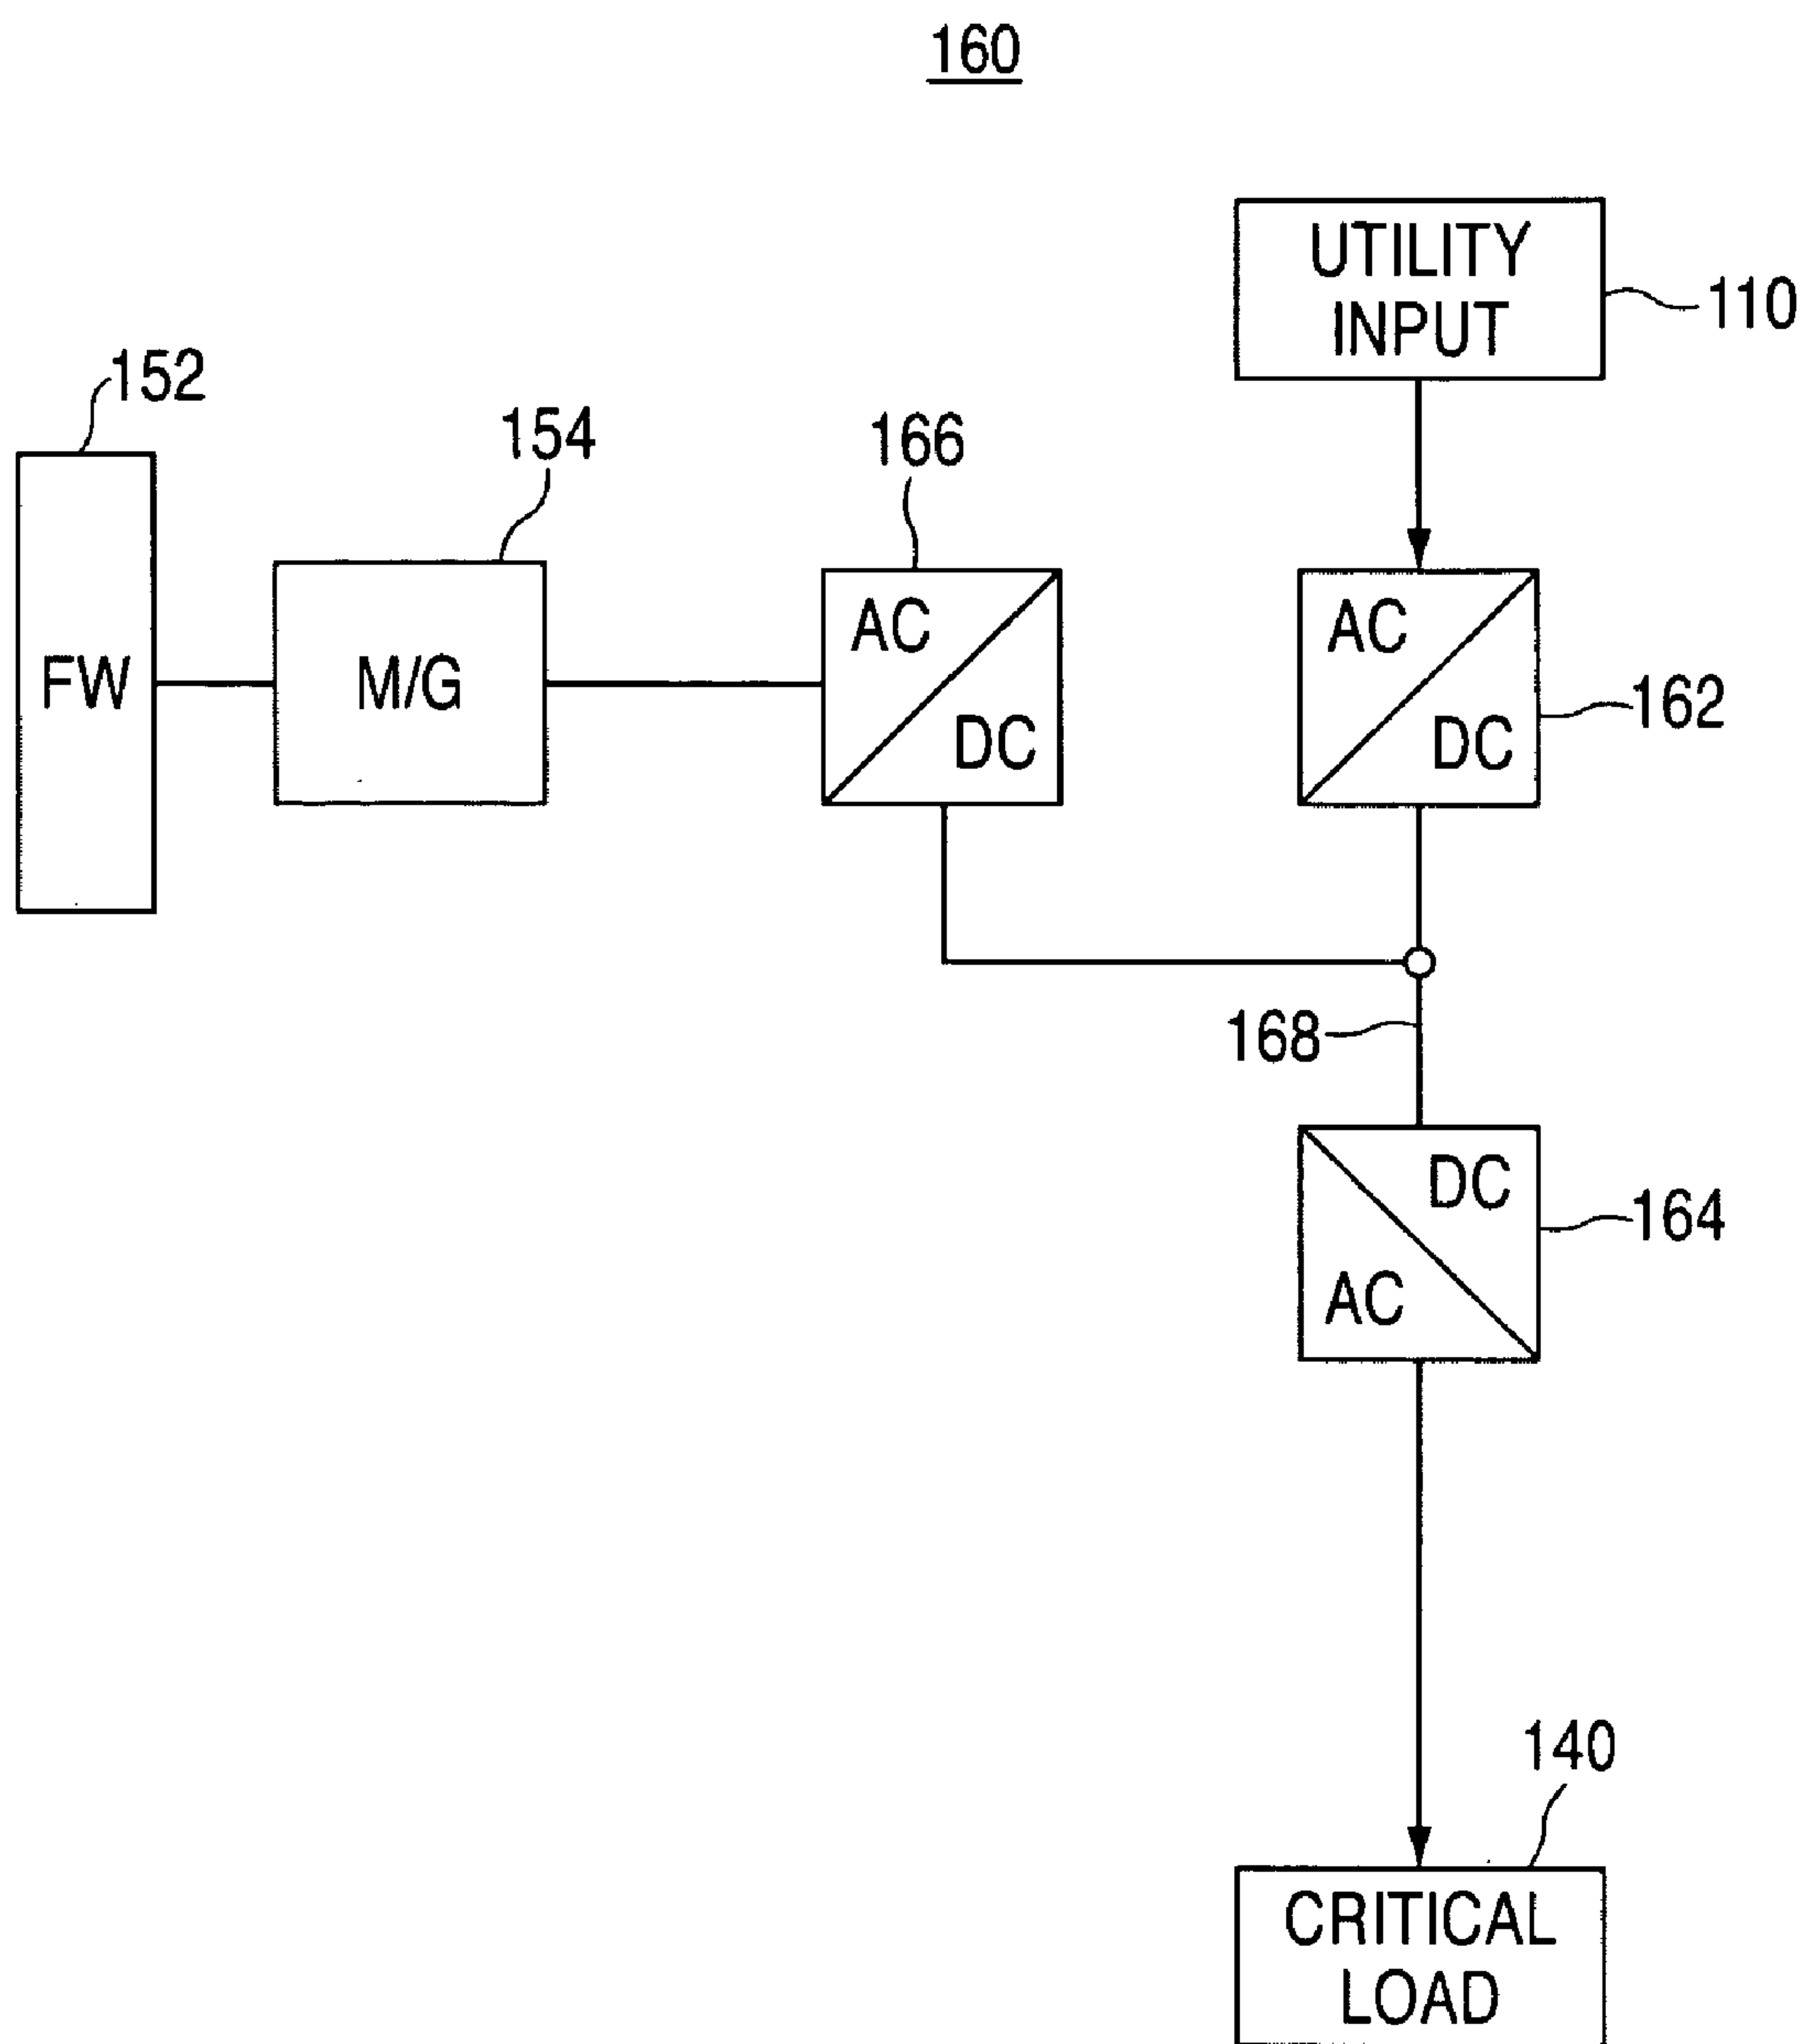 160
UTILITY
INPUT
110
152
154
166
FW
M/G
AC
DC
AC
DC
162
168
DC
AC
164
140
CRITICAL
LOAD